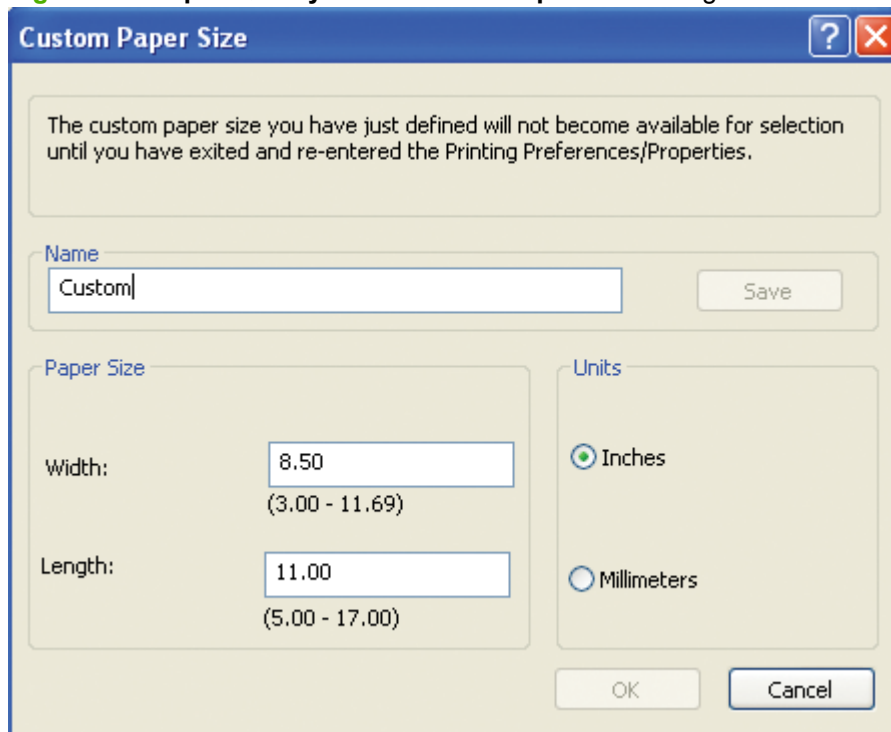 Custom Paper Size
The custom paper size you have just defined will not become available for selection
until you have exited and re-entered the Printing Preferences/Properties.
Name
Custom
Save
Paper Size
Width:
8.50
(3.00 - 11.69)
Length:
11.00
(5.00 - 17.00)
Units
Inches
Millimeters
OK
Cancel